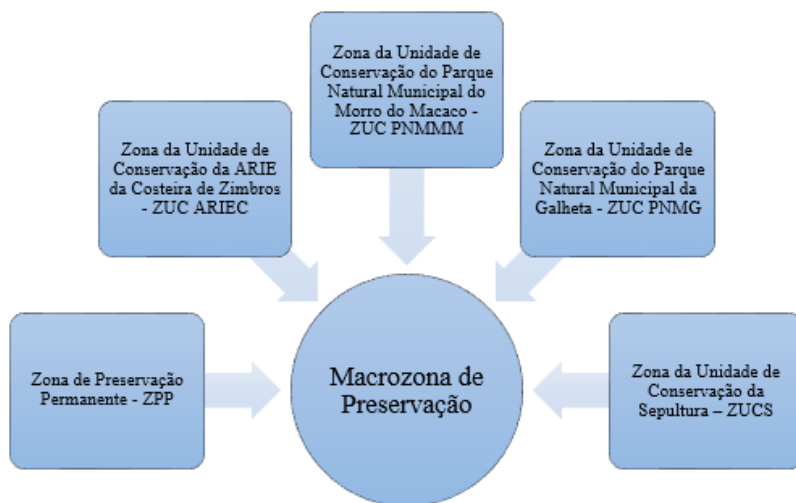 Zona da Unidade de
Conservação do Parque
Natural Municipal do
Morro do Macaco -
ZUC PNMMM
Zona da Unidade de
Conservação da ARIE
da Costeira de Zimbros
- ZUC ARIEC
Zona da Unidade de
Conservação do Parque
Natural Municipal da
Galheta - ZUC PNMG
Zona de Preservação
Permanente - ZPP
Macrozona de
Preservação
Zona da Unidade de
Conservação da
Sepultura – ZUCS